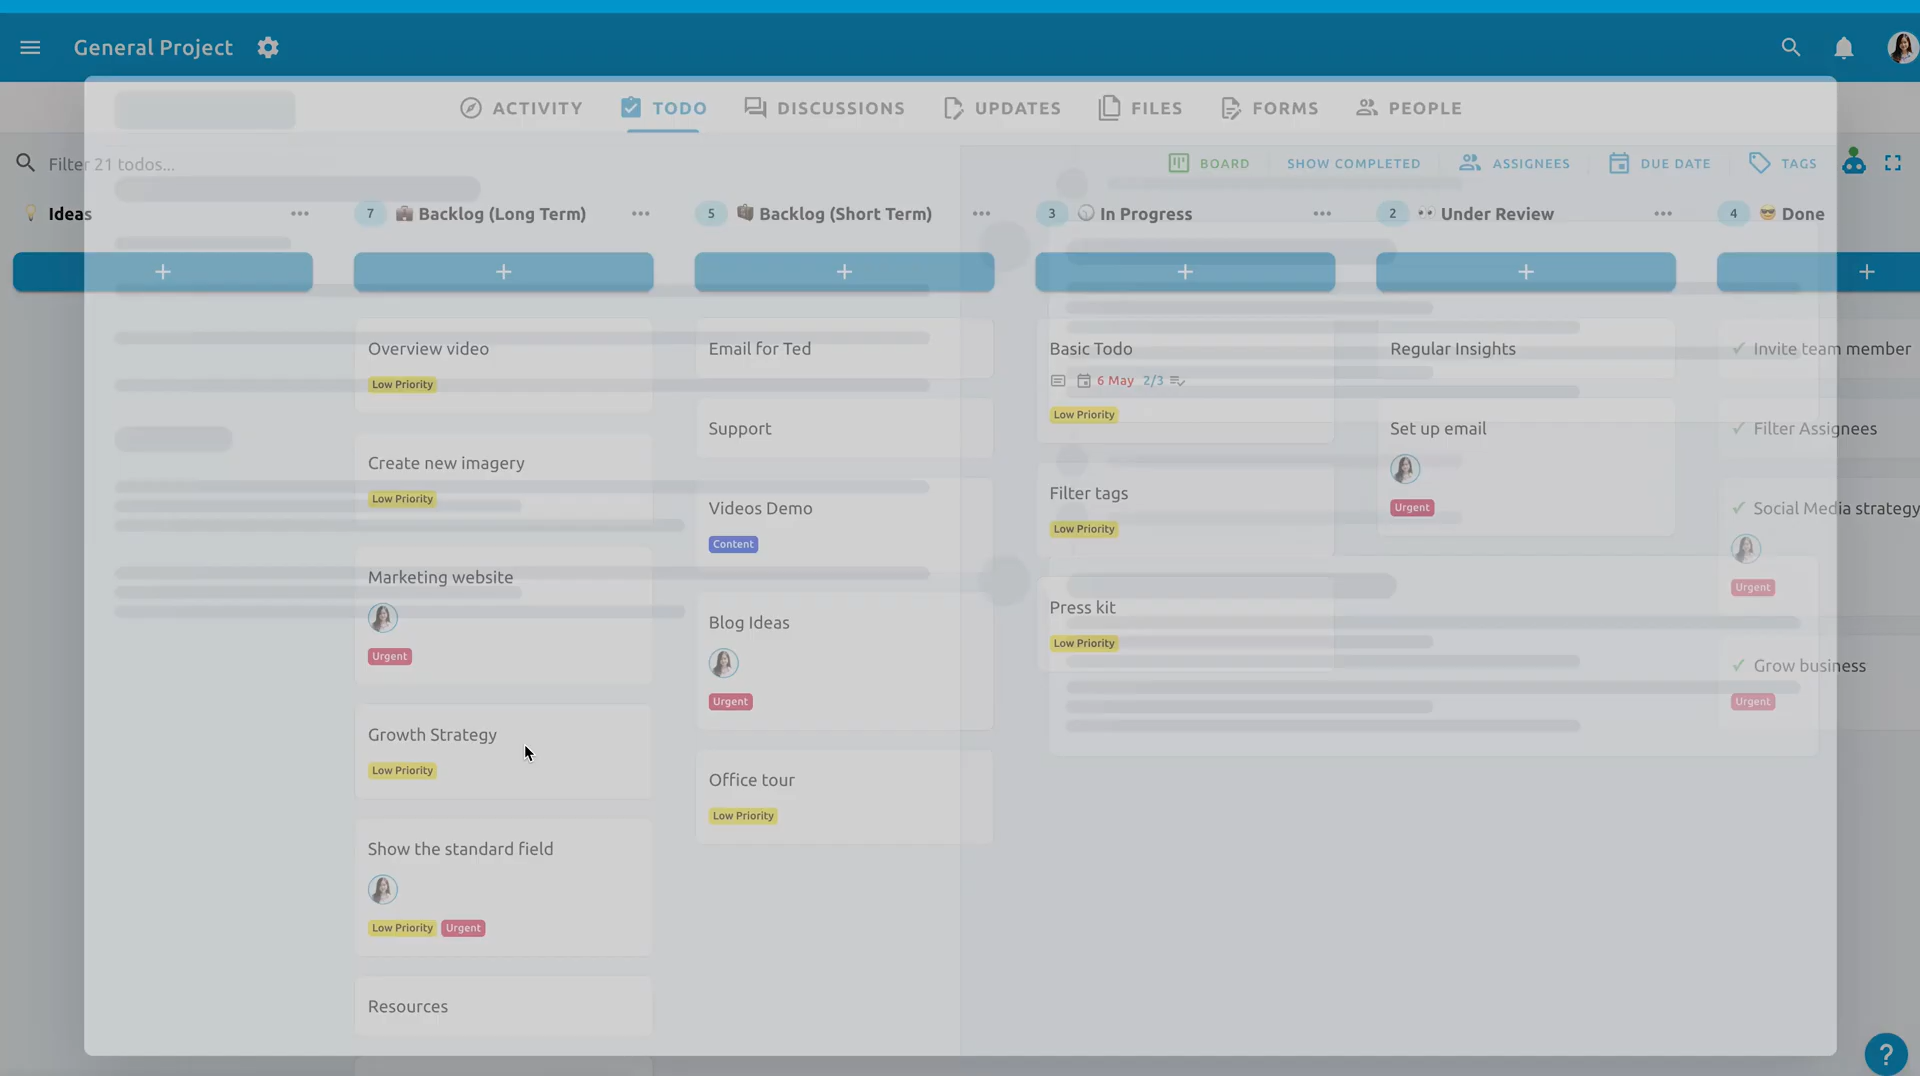 General Project
ACTIVITY
TODO
DISCUSSIONS
UPDATES
FILES
FORMS
PEOPLE
Filter 21 todos...
BOARD
SHOW COMPLETED
ASSIGNEES
DUE DATE
TAGS
Ideas
7 Backlog (Long Term)
5 Backlog (Short Term)
3 In Progress
2 Under Review
4 Done
Overview video
Low Priority
Create new imagery
Low Priority
Marketing website
Urgent
Growth Strategy
Low Priority
Show the standard field
Low Priority Urgent
Resources
Email for Ted
Support
Videos Demo
Content
Blog Ideas
Urgent
Office tour
Low Priority
Basic Todo
6 May 2/3
Low Priority
Filter tags
Low Priority
Press kit
Low Priority
Regular Insights
Set up email
Urgent
Invite team member
Filter Assignees
Social Media strategy
Urgent
Grow business
Urgent
?